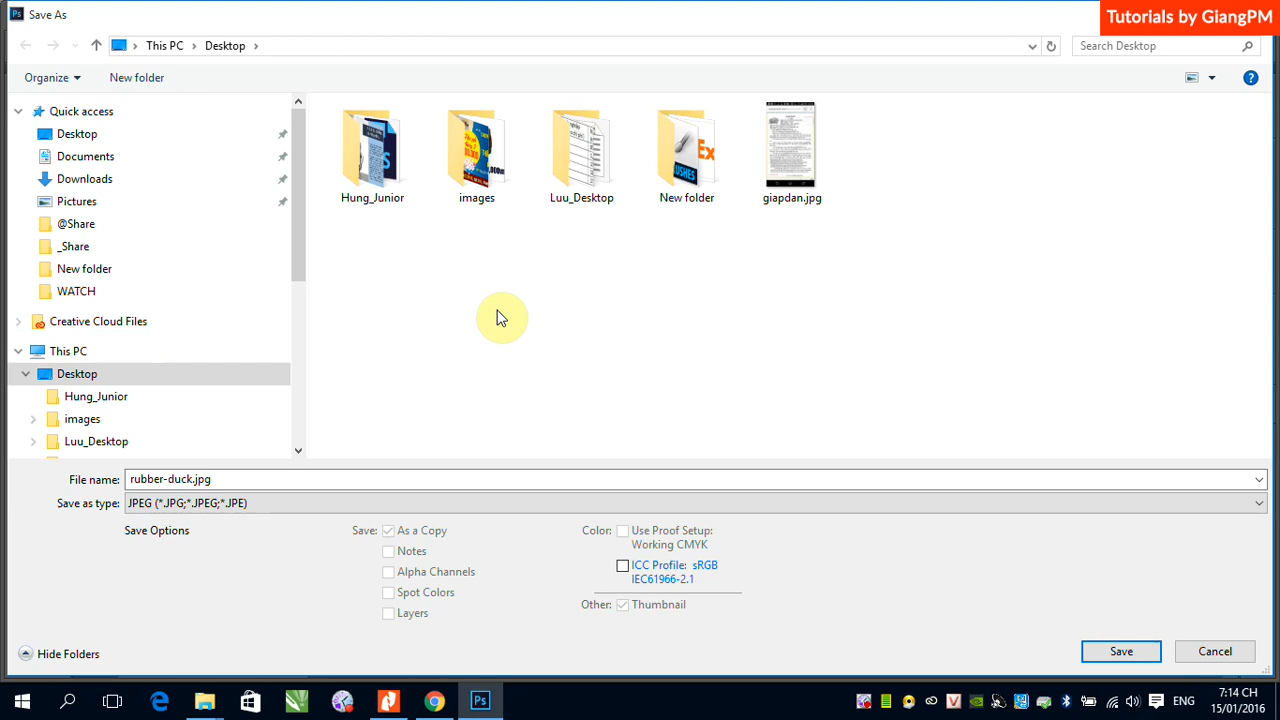 Save As
Tutorials by GiangPM
This PC
Desktop
Search Desktop
Organize
New folder
Quick access
Desktop
Documents
Downloads
Pictures
@Share
_Share
New folder
WATCH
Creative Cloud Files
This PC
Desktop
Hung_Junior
images
Luu_Desktop
Hung_Junior
images
Luu_Desktop
New folder
giapdan.jpg
File name: rubber-duck.jpg
Save as type: JPEG (*.JPG;*.JPEG;*.JPE)
Save Options
Save: As a Copy
Notes
Alpha Channels
Spot Colors
Layers
Color: Use Proof Setup:
Working CMYK
ICC Profile: sRGB
IEC61966-2.1
Other: Thumbnail
Hide Folders
Save
Cancel
ENG
7:14 CH
15/01/2016